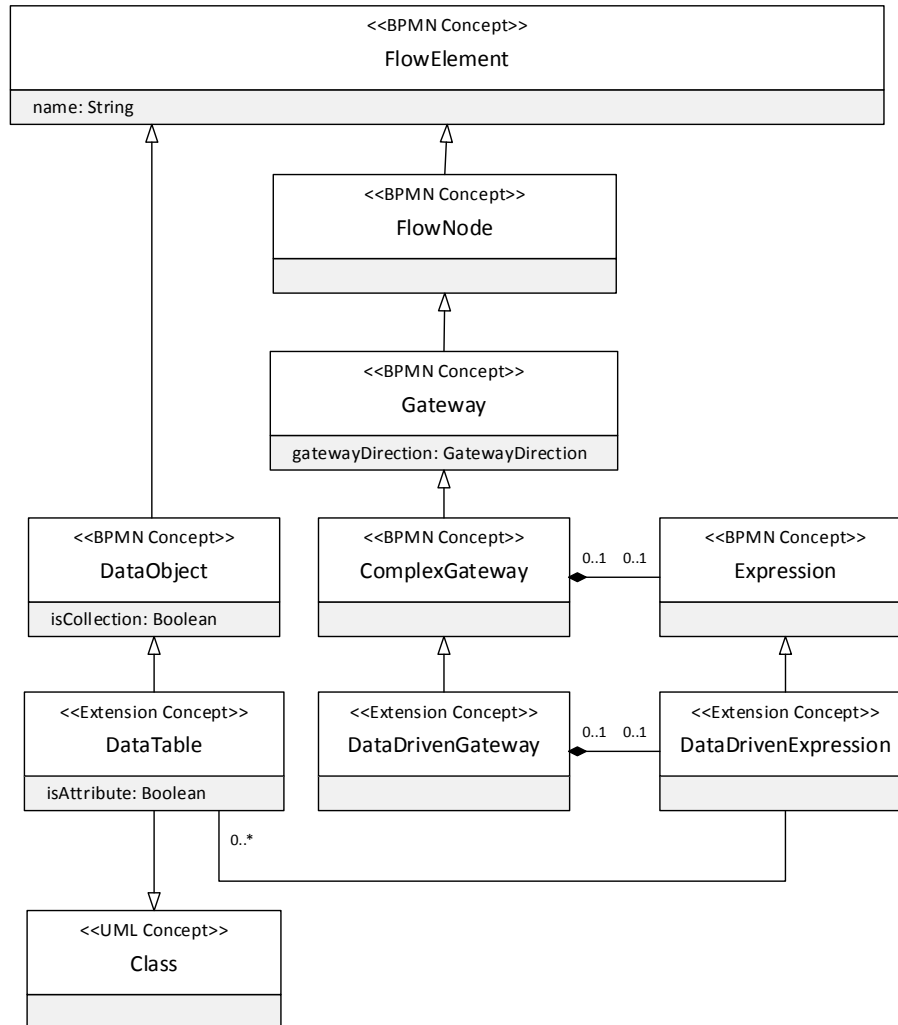 <<BPMN Concept>>
FlowElement
name: String
<<BPMN Concept>>
FlowNode
<<BPMN Concept>>
Gateway
gatewayDirection: GatewayDirection
<<BPMN Concept>>
DataObject
isCollection: Boolean
<<BPMN Concept>>
ComplexGateway
0..1 0..1
<<BPMN Concept>>
Expression
<<Extension Concept>>
DataTable
isAttribute: Boolean
<<Extension Concept>>
DataDrivenGateway
0..1 0..1
<<Extension Concept>>
DataDrivenExpression
0..*
<<UML Concept>>
Class